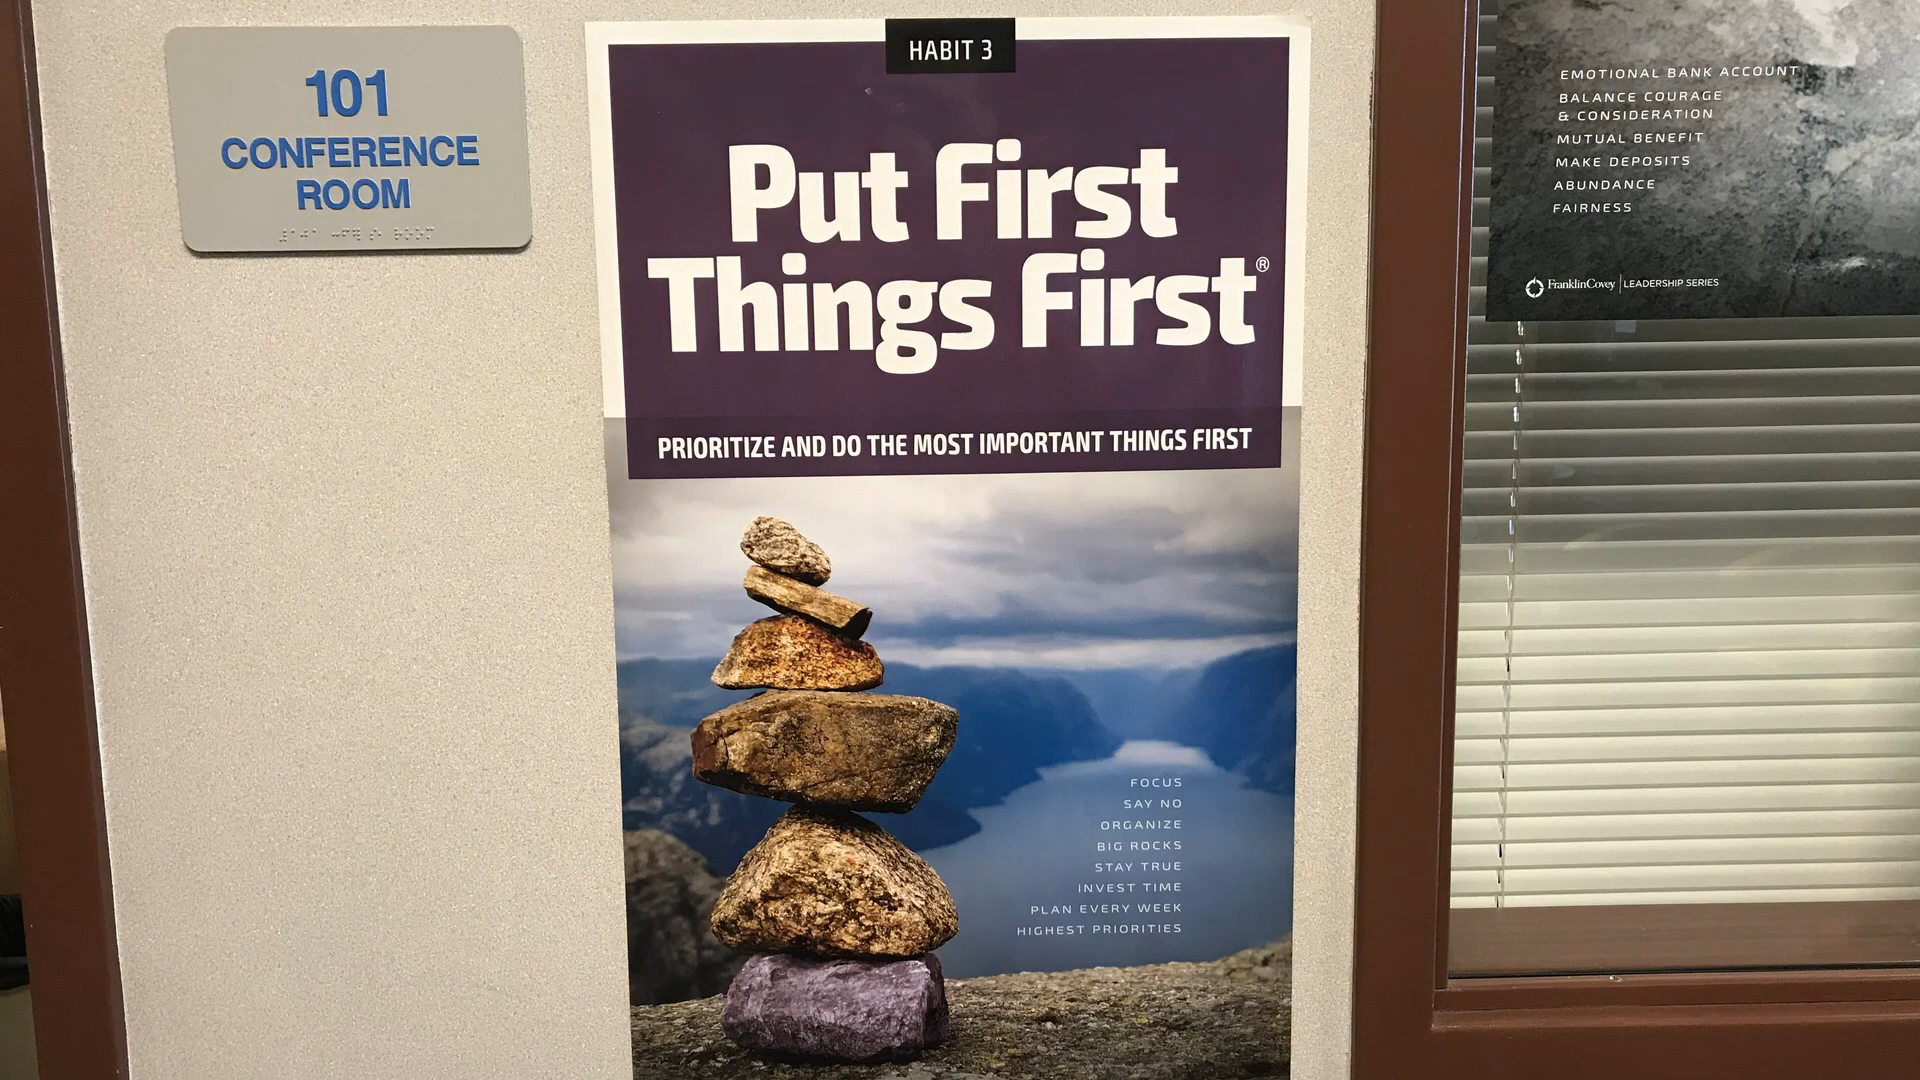 101
CONFERENCE
ROOM
HABIT 3
Put First
Things First®
PRIORITIZE AND DO THE MOST IMPORTANT THINGS FIRST
FOCUS
SAY NO
ORGANIZE
BIG ROCKS
STAY TRUE
INVEST TIME
PLAN EVERY WEEK
HIGHEST PRIORITIES
EMOTIONAL BANK ACCOUNT
BALANCE COURAGE
& CONSIDERATION
MUTUAL BENEFIT
MAKE DEPOSITS
ABUNDANCE
FAIRNESS
FranklinCovey | LEADERSHIP SERIES